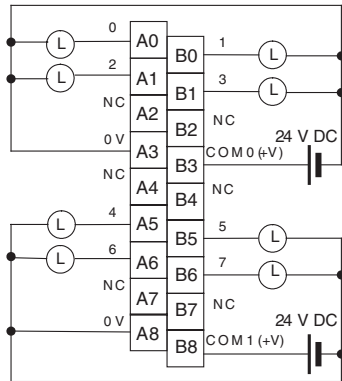 0 A0
B0 1
L L
2 A1
B1 3
L L
NC A2
B2 NC
0 V A3
B3 COM0 (+V)
24 V DC
NC A4
B4 NC
4 A5
B5 5
L L
6 A6
B6 7
L L
NC A7
B7 NC
0 V A8
B8 COM1 (+V)
24 V DC